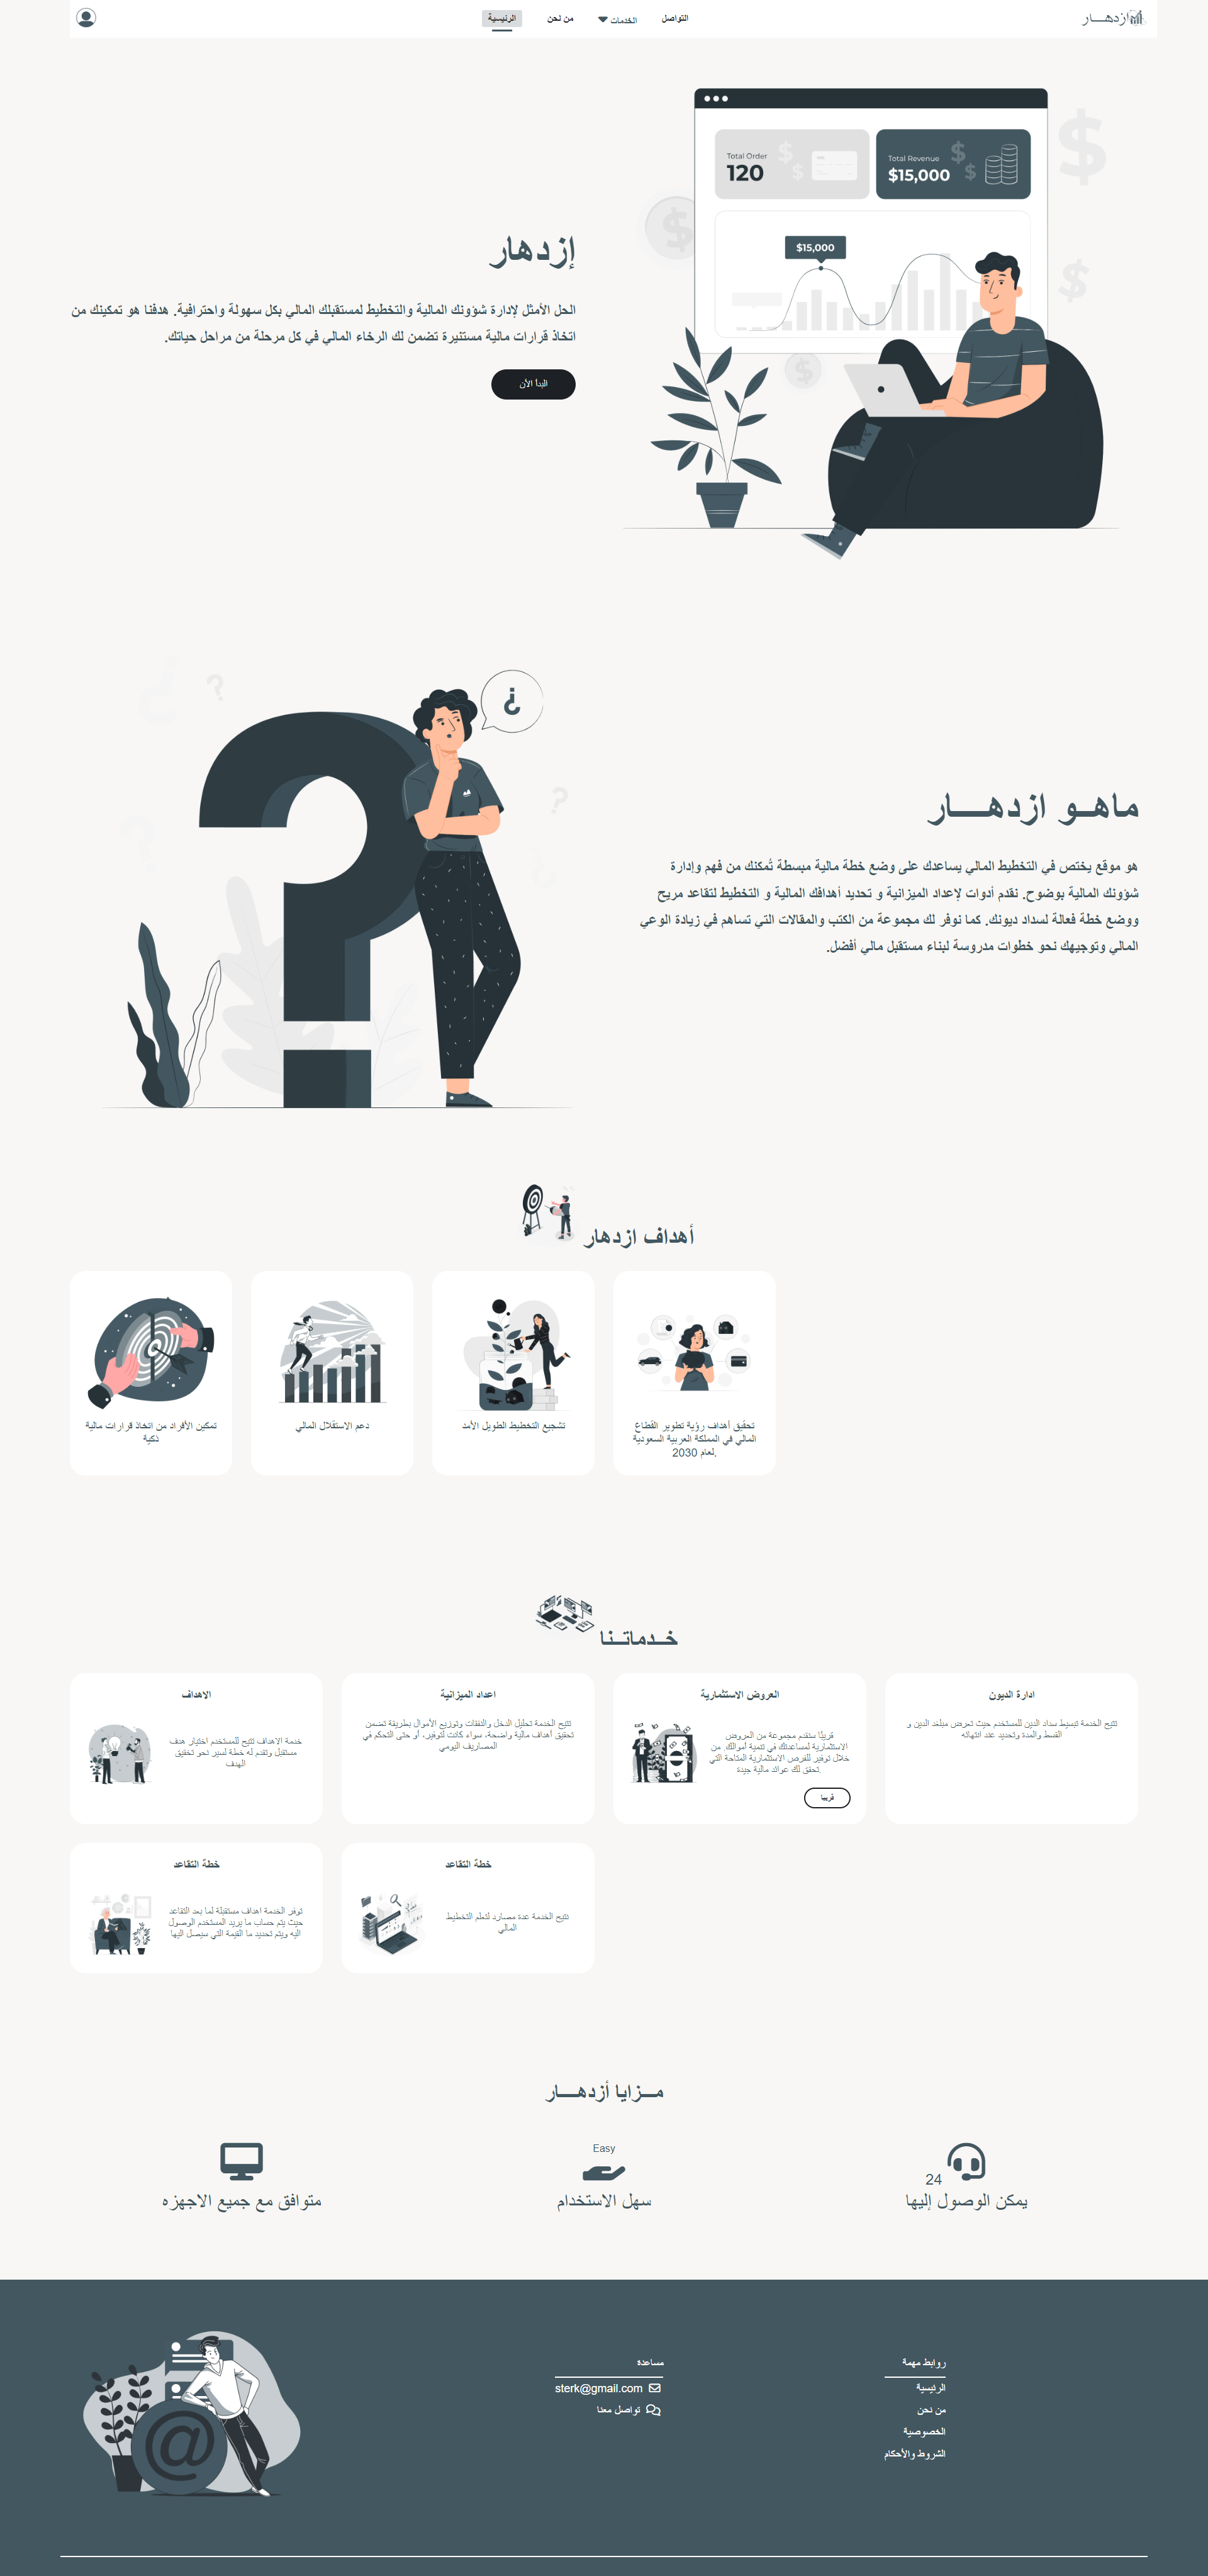 ازدهـــار
التواصل
الخدمات
من نحن
الرئيسية
Total Order
120
Total Revenue
$15,000
$15,000
إزدهار
الحل الأمثل لإدارة شؤونك المالية والتخطيط لمستقبلك المالي بكل سهولة واحترافية. هدفنا هو تمكينك من
اتخاذ قرارات مالية مستنيرة تضمن لك الرخاء المالي في كل مرحلة من مراحل حياتك.
البدأ الأن
ماهــو ازدهــــار
هو موقع يختص في التخطيط المالي يساعدك على وضع خطة مالية مبسطة تُمكنك من فهم وإدارة
شؤونك المالية بوضوح. نقدم أدوات لإعداد الميزانية و تحديد أهدافك المالية و التخطيط لتقاعد مريح
ووضع خطة فعالة لسداد ديونك. كما نوفر لك مجموعة من الكتب والمقالات التي تساهم في زيادة الوعي
المالي وتوجيهك نحو خطوات مدروسة لبناء مستقبل مالي أفضل.
أهداف ازدهار
تحقيق أهداف رؤية تطوير القطاع
المالي في المملكة العربية السعودية
لعام 2030.
تشجيع التخطيط الطويل الأمد
دعم الاستقلال المالي
تمكين الأفراد من اتخاذ قرارات مالية
ذكية
خــدماتــنا
ادارة الديون
تتيح الخدمة تبسيط سداد الدين للمستخدم حيث تعرض مبلغد الدين و
القسط والمدة وتحديد عند انتهائه
العروض الاستثمارية
قريبًا سنقدم مجموعة من العروض
الاستثمارية لمساعدتك في تنمية أموالك. من
خلال توفير للفرص الاستثمارية المتاحة التي
تحقق لك عوائد مالية جيدة.
قريبا
اعداد الميزانية
تتيح الخدمة تحليل الدخل والنفقات وتوزيع الأموال بطريقة تضمن
تحقيق أهداف مالية واضحة، سواء كانت لتوفير، أو حتى التحكم في
المصاريف اليومي
الاهداف
خدمة الاهداف تتيح للمستخدم اختيار هدف
مستقبل وتقدم له خطة لسير نحو تحقيق
الهدف
خطة التقاعد
تتيح الخدمة عدة مصارد لتعلم التخطيط
المالي
خطة التقاعد
توفر الخدمة اهداف مستقبلة لما بعد التقاعد
حيث يتم حساب ما يريد المستخدم الوصول
اليه ويتم تحديد ما القيمة التي سيصل اليها
مـــزايا أزدهــــار
24
يمكن الوصول إليها
Easy
سهل الاستخدام
متوافق مع جميع الاجهزه
روابط مهمة
الرئيسية
من نحن
الخصوصية
الشروط والأحكام
مساعدة
sterk@gmail.com
تواصل معنا
@